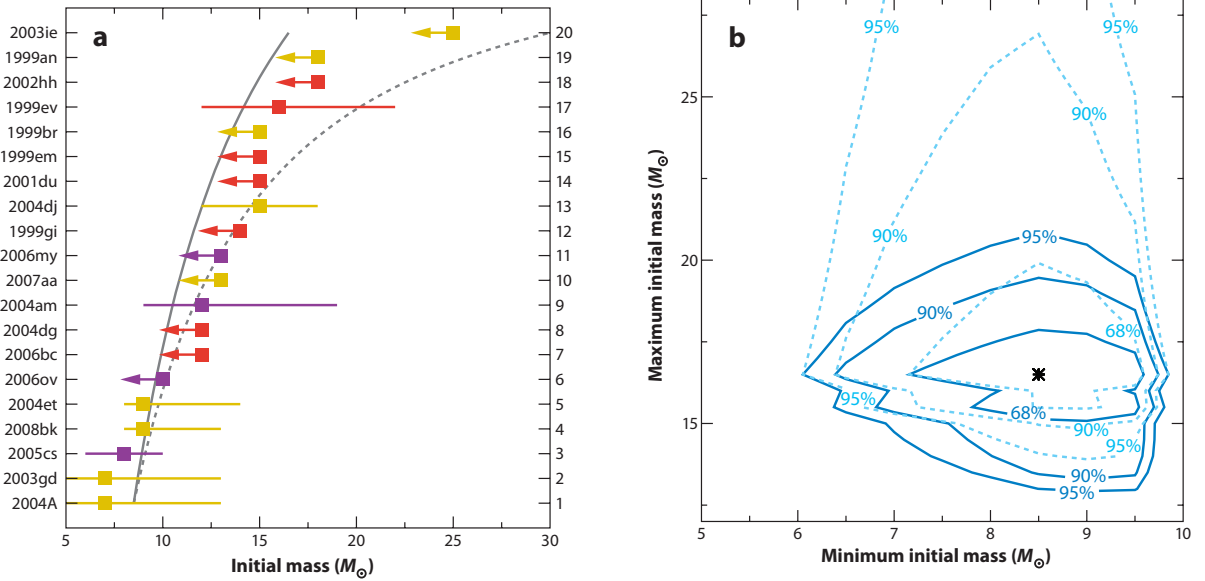 a
2003ie 20
1999an 19
2002hh 18
1999ev 17
1999br 16
1999em 15
2001du 14
2004dj 13
1999gi 12
2006my 11
2007aa 10
2004am 9
2004dg 8
2006bc 7
2006ov 6
2004et 5
2008bk 4
2005cs 3
2003gd 2
2004A 1
5 10 15 20 25 30
Initial mass (M⊙)
b
95% 95%
90%
90%
95%
90%
68%
95%
68%
90%
95%
90%
95%
25
20
15
Maximum initial mass (M⊙)
5 6 7 8 9 10
Minimum initial mass (M⊙)